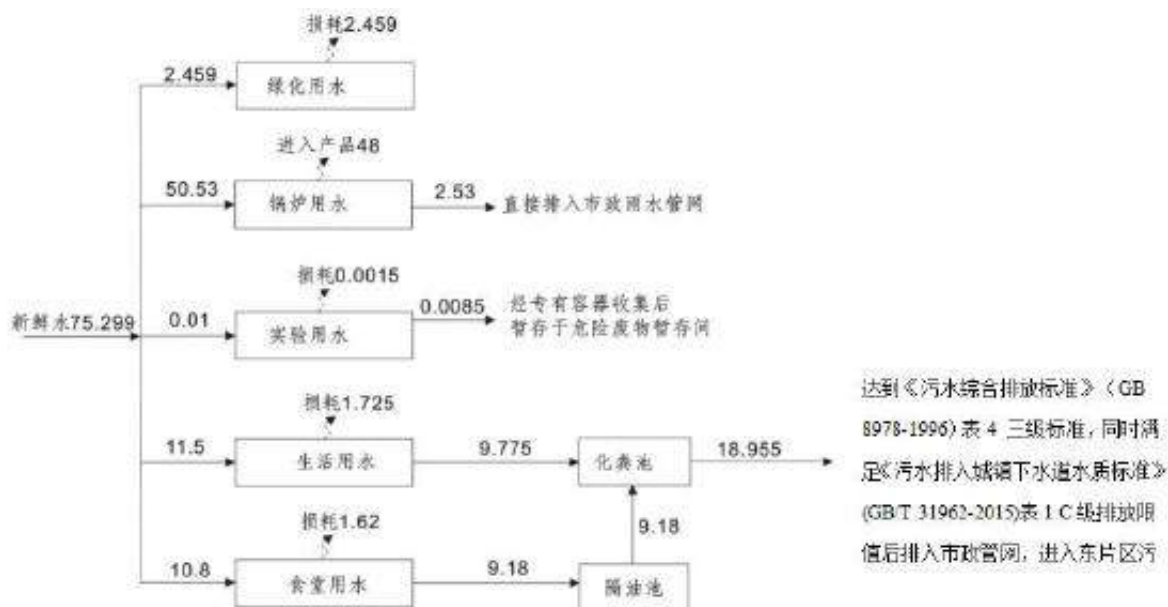 损耗2.459
2.459
绿化用水
进入产品48
50.53
锅炉用水
2.53
直接排入市政雨水管网
损耗0.0015
新鲜水75.299
0.01
实验用水
0.0085
经专有容器收集后
暂存于危险废物暂存间
损耗1.725
11.5
生活用水
9.775
化粪池
18.955
达到《污水综合排放标准》（GB
8978-1996）表 4 三级标准，同时满
足《污水排入城镇下水道水质标准》
(GB/T 31962-2015)表 1 C 级排放限
值后排入市政管网，进入东片区污
损耗1.62
10.8
食堂用水
9.18
隔油池
9.18